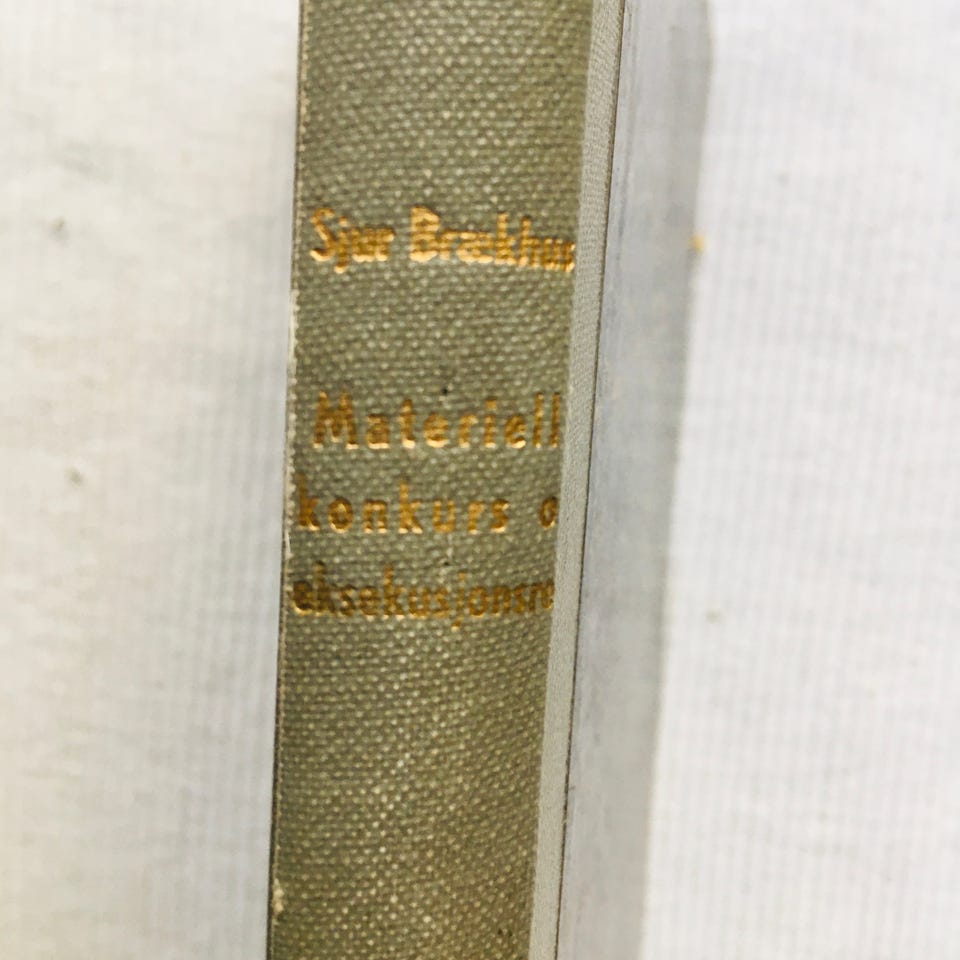 Sjur Brækhus
Materiell
konkurs o
eksekusjonsre